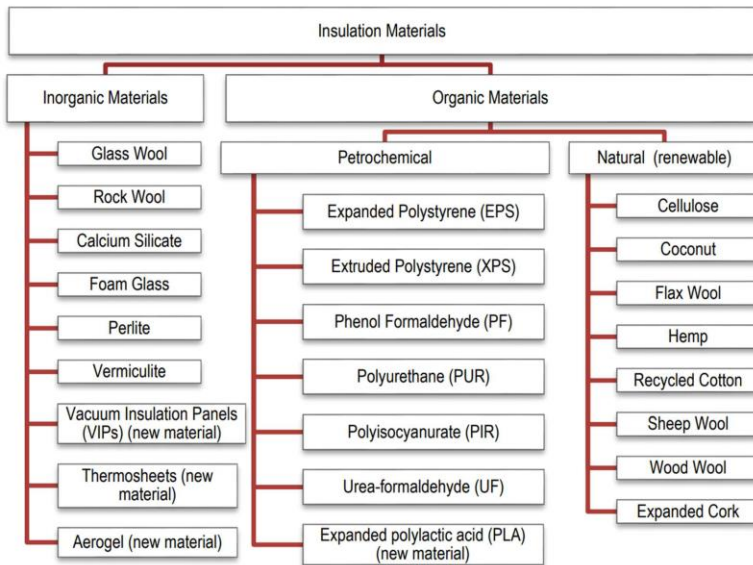 Insulation Materials
Inorganic Materials
Organic Materials
Glass Wool
Rock Wool
Calcium Silicate
Foam Glass
Perlite
Vermiculite
Vacuum Insulation Panels
(VIPs) (new material)
Thermosheets (new
material)
Aerogel (new material)
Petrochemical
Expanded Polystyrene (EPS)
Extruded Polystyrene (XPS)
Phenol Formaldehyde (PF)
Polyurethane (PUR)
Polyisocyanurate (PIR)
Urea-formaldehyde (UF)
Expanded polylactic acid (PLA)
(new material)
Natural (renewable)
Cellulose
Coconut
Flax Wool
Hemp
Recycled Cotton
Sheep Wool
Wood Wool
Expanded Cork